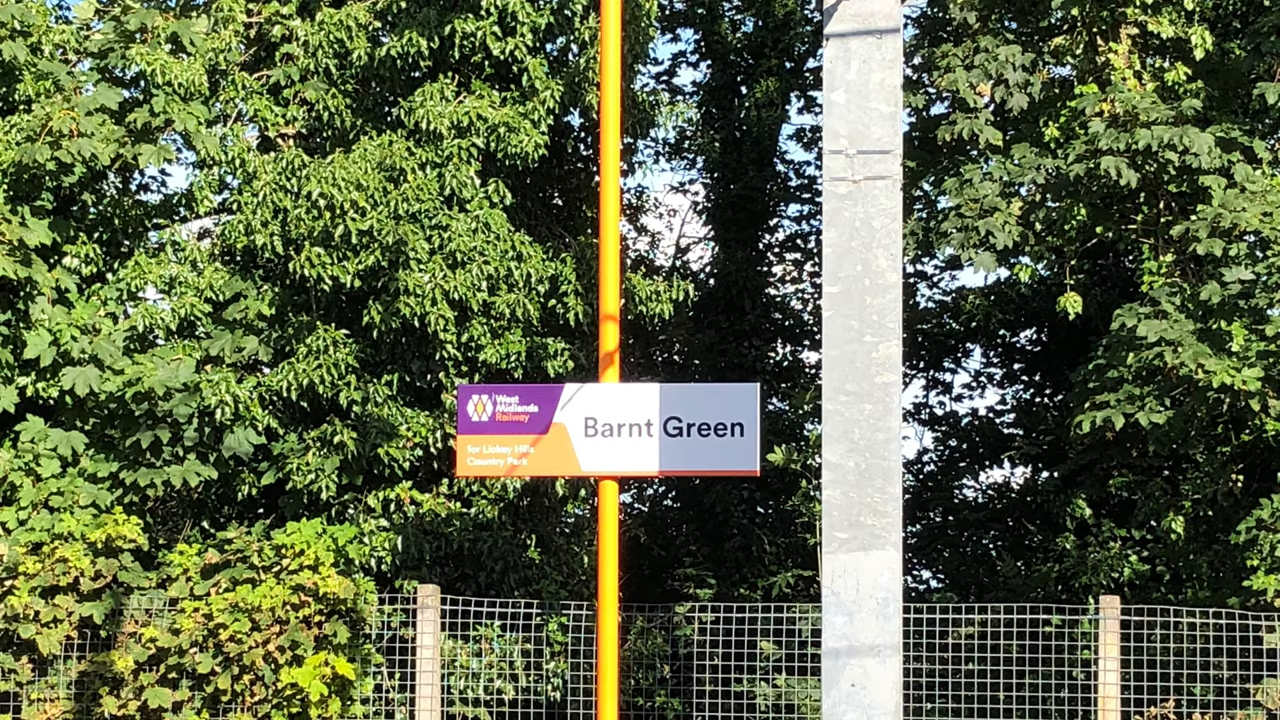 West
Midlands
Railway
for Lickey Hills
Country Park
Barnt Green